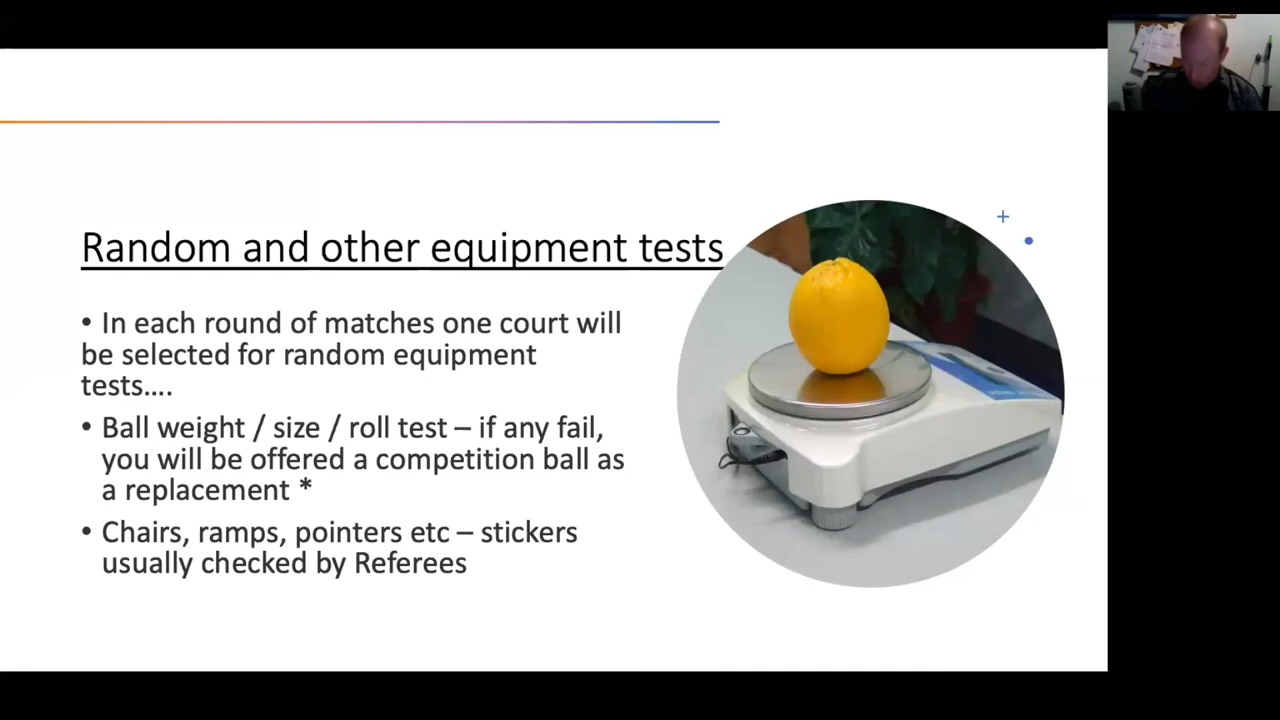 Random and other equipment tests
• In each round of matches one court will
be selected for random equipment
tests....
• Ball weight / size / roll test – if any fail,
you will be offered a competition ball as
a replacement *
• Chairs, ramps, pointers etc – stickers
usually checked by Referees